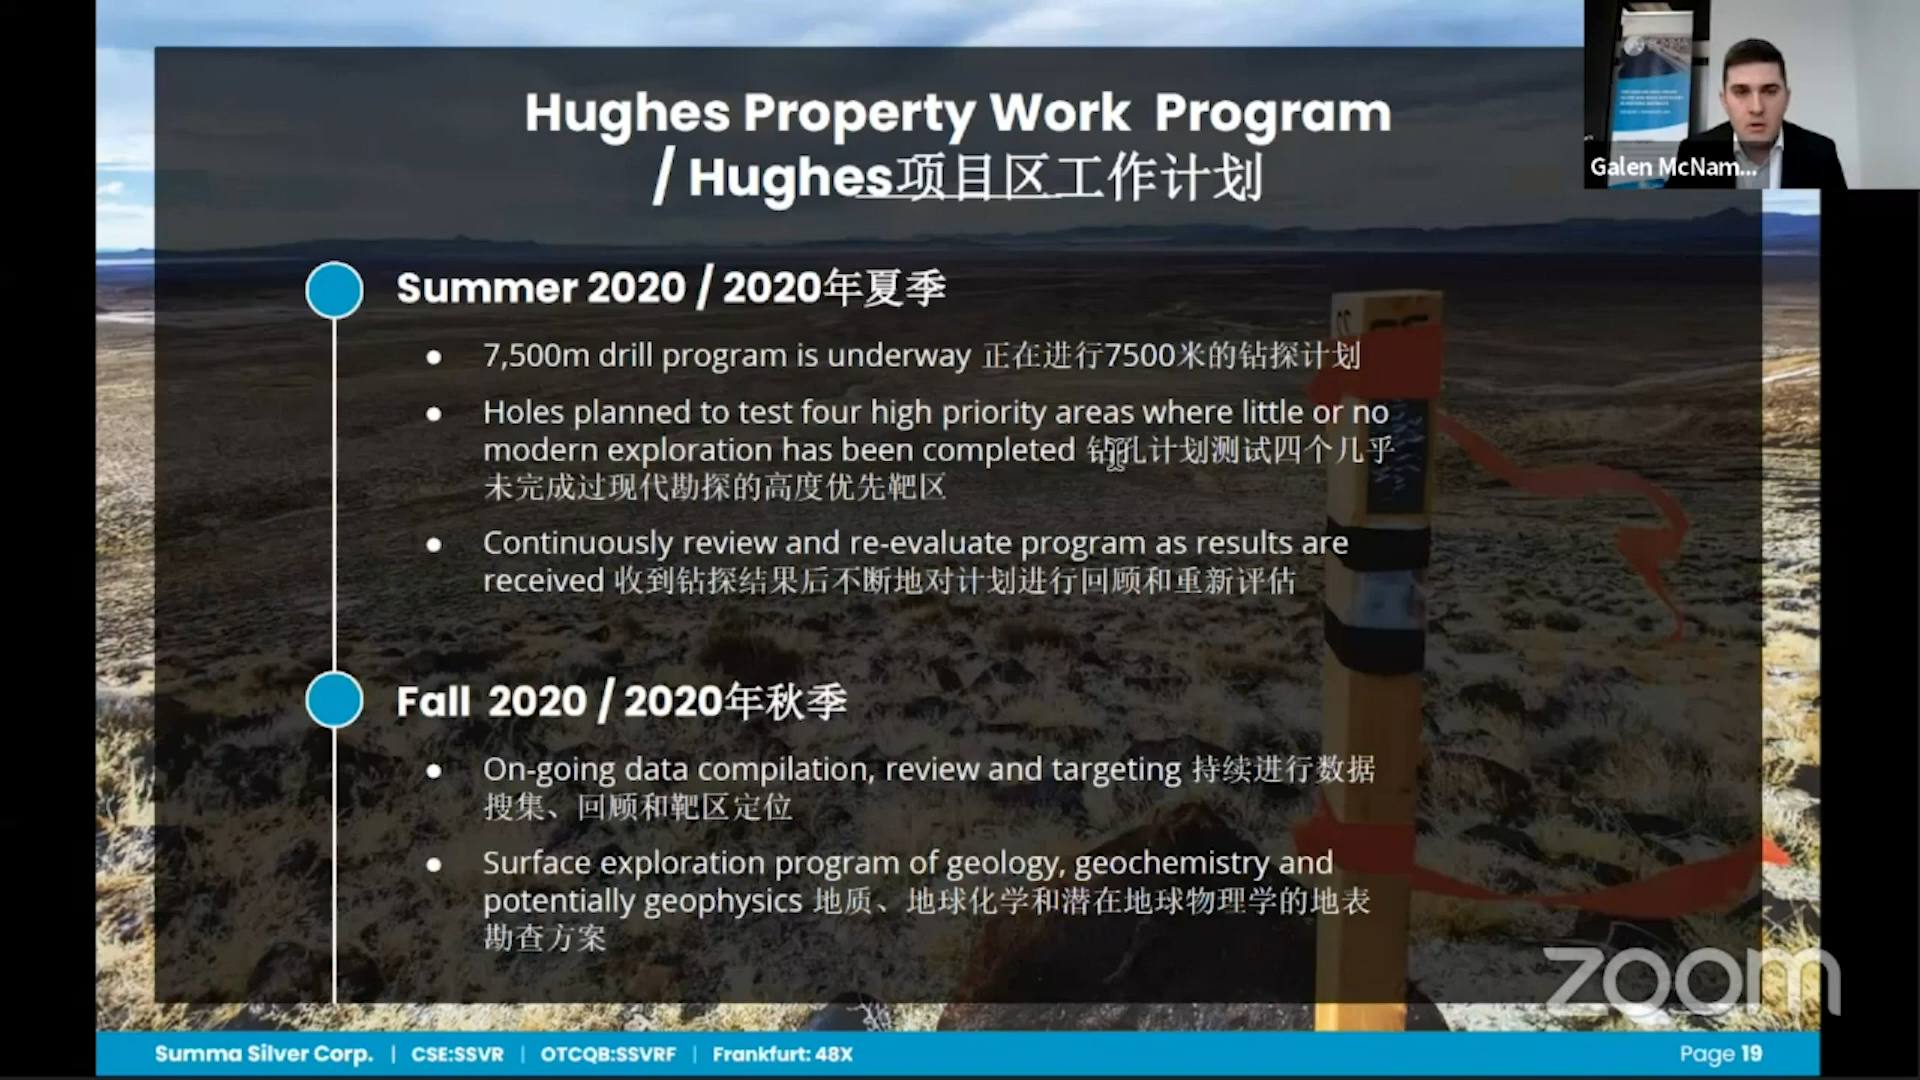 Hughes Property Work Program
/ Hughes项目区工作计划
Galen McNam...
Summer 2020 / 2020年夏季
• 7,500m drill program is underway 正在进行7500米的钻探计划
• Holes planned to test four high priority areas where little or no
modern exploration has been completed 钻孔计划测试四个几乎
未完成过现代勘探的高度优先靶区
• Continuously review and re-evaluate program as results are
received 收到钻探结果后不断地对计划进行回顾和重新评估
Fall 2020 / 2020年秋季
• On-going data compilation, review and targeting 持续进行数据
搜集、回顾和靶区定位
• Surface exploration program of geology, geochemistry and
potentially geophysics 地质、地球化学和潜在地球物理学的地表
勘查方案
zoom
Summa Silver Corp. | CSE:SSVR | OTCQB:SSVRF | Frankfurt: 48X
Page 19